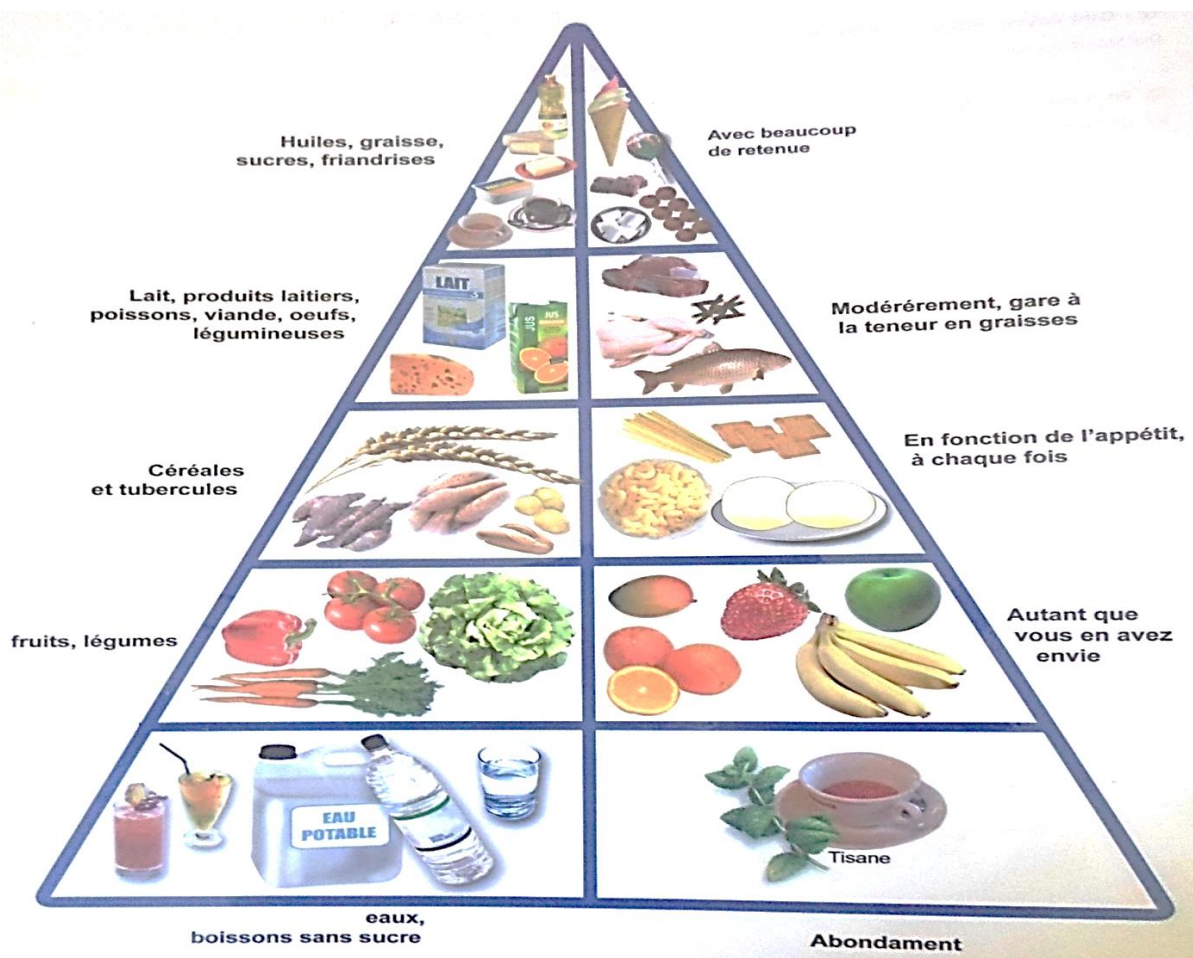 Huiles, graisse,
sucres, friandrises
Avec beaucoup
de retenue
LAIT
JUS
JUS
Lait, produits laitiers,
poissons, viande, oeufs,
légumineuses
Modérérement, gare à
la teneur en graisses
Céréales
et tubercules
En fonction de l'appétit,
à chaque fois
fruits, légumes
Autant que
vous en avez
envie
EAU
POTABLE
Tisane
eaux,
boissons sans sucre
Abondament